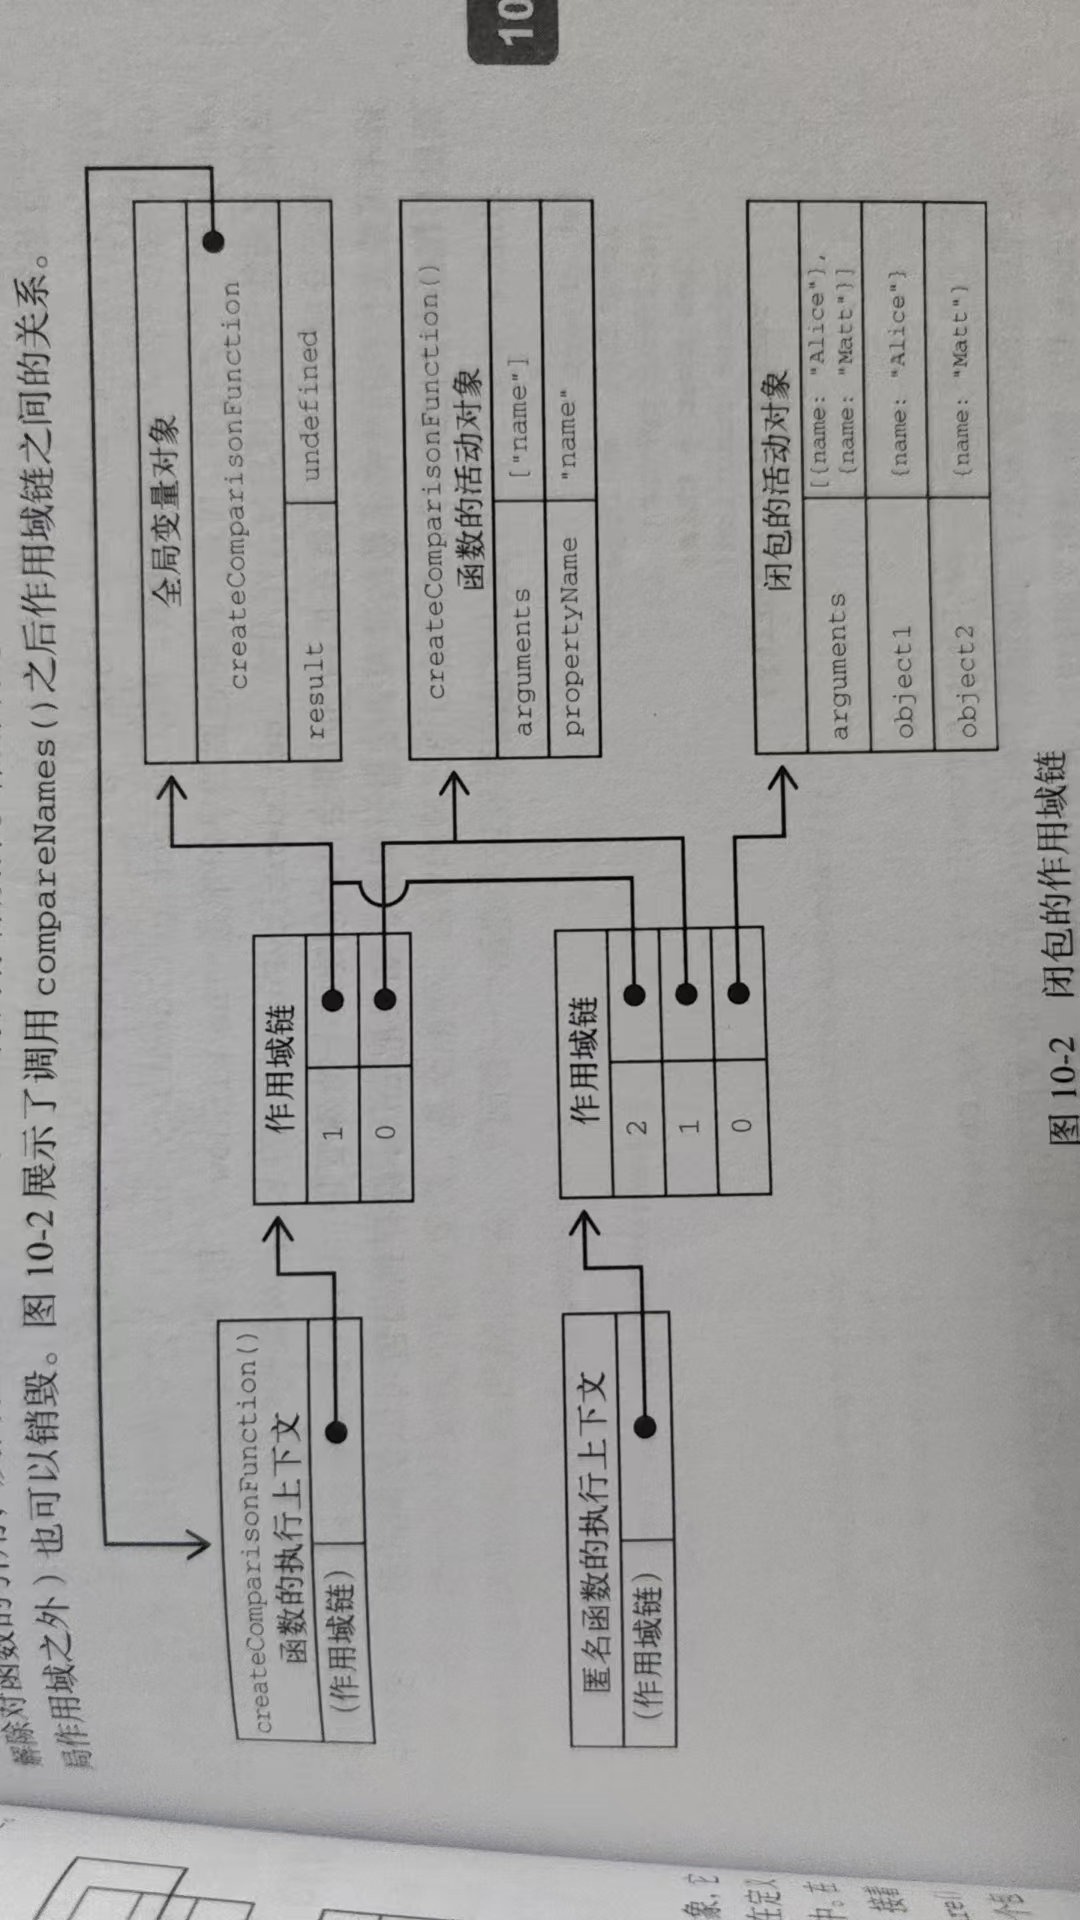 解除对函数的引用，
局作用域之外）也可以销毁。图 10-2 展示了调用 compareNames()之后作用域链之间的关系。
createComparisonFunction()
函数的执行上下文
（作用域链）
作用域链
1
0
全局变量对象
createComparisonFunction
result undefined
createComparisonFunction()
函数的活动对象
arguments ["name"]
propertyName "name"
匿名函数的执行上下文
（作用域链）
作用域链
2
1
0
闭包的活动对象
arguments [{name: "Alice"},
{name: "Matt"}]
object1 {name: "Alice"}
object2 {name: "Matt"}
图 10-2 闭包的作用域链
10
象，它
在定义
中。在
接着